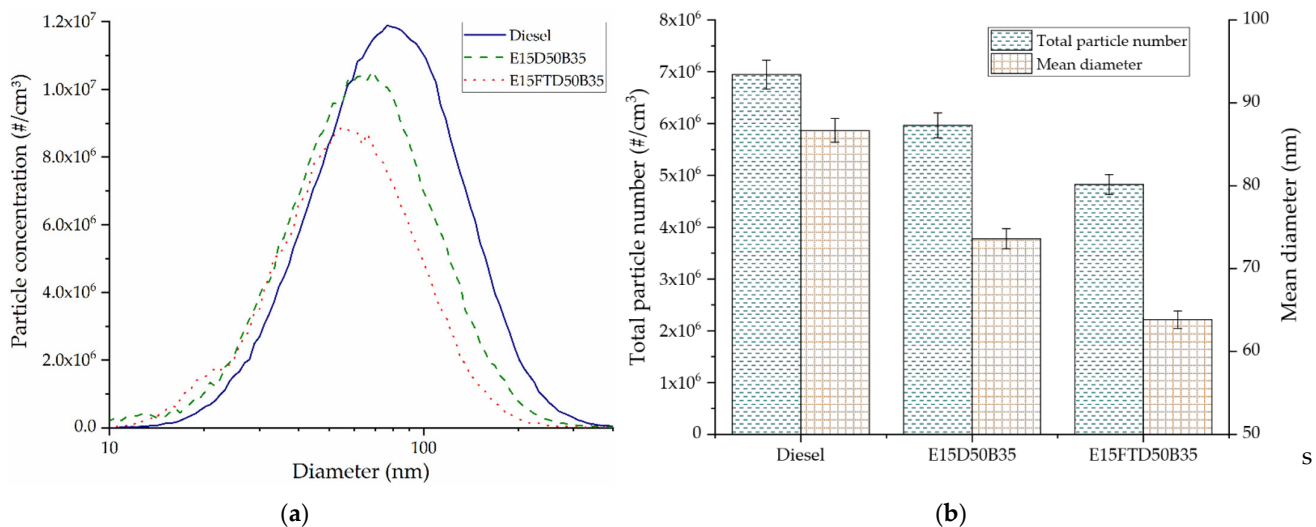 Particle concentration (#/cm³)
1.2x10⁷
1.0x10⁷
8.0x10⁶
6.0x10⁶
4.0x10⁶
2.0x10⁶
0.0
10
100
Diameter (nm)
Diesel
E15D50B35
E15FTD50B35
(a)
Total particle number (#/cm³)
8x10⁶
7x10⁶
6x10⁶
5x10⁶
4x10⁶
3x10⁶
2x10⁶
1x10⁶
0
Total particle number
Mean diameter
Diesel
E15D50B35
E15FTD50B35
100
90
80
70
60
50
Mean diameter (nm)
s
(b)